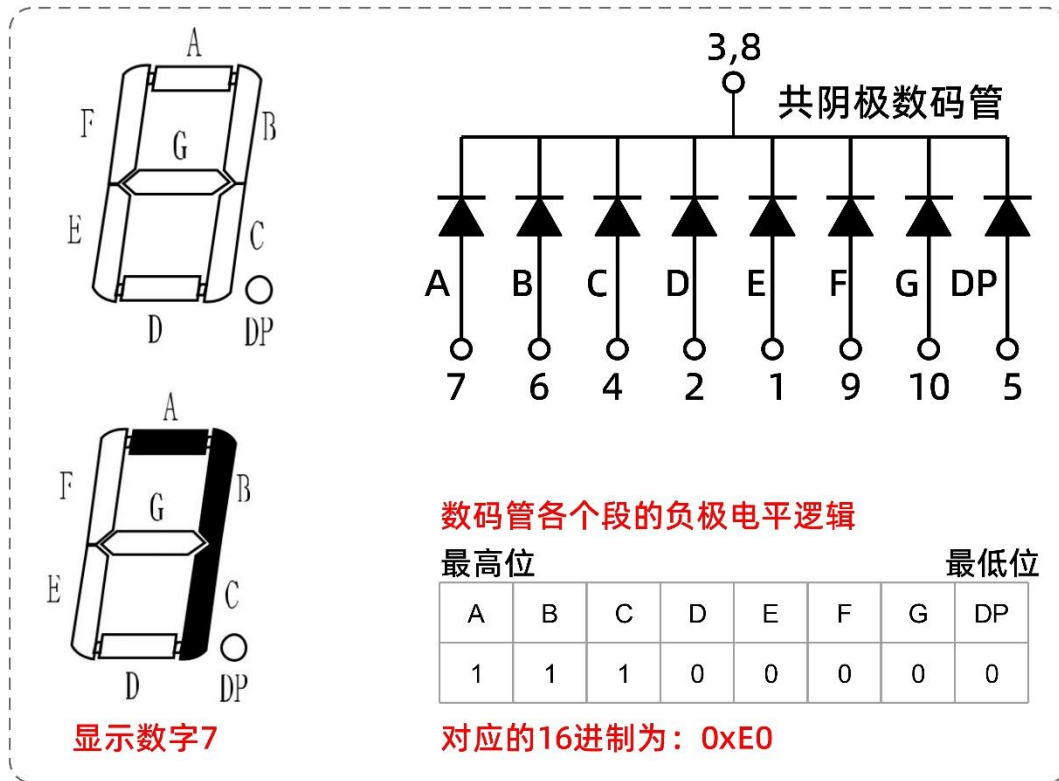 A
F
B
G
E
C
D
DP
3,8
共阴极数码管
A B C D E F G DP
7 6 4 2 1 9 10 5
A
F
B
G
E
C
D
DP
显示数字7
数码管各个段的负极电平逻辑
最高位 最低位
A B C D E F G DP
1 1 1 0 0 0 0 0
对应的16进制为：0xE0